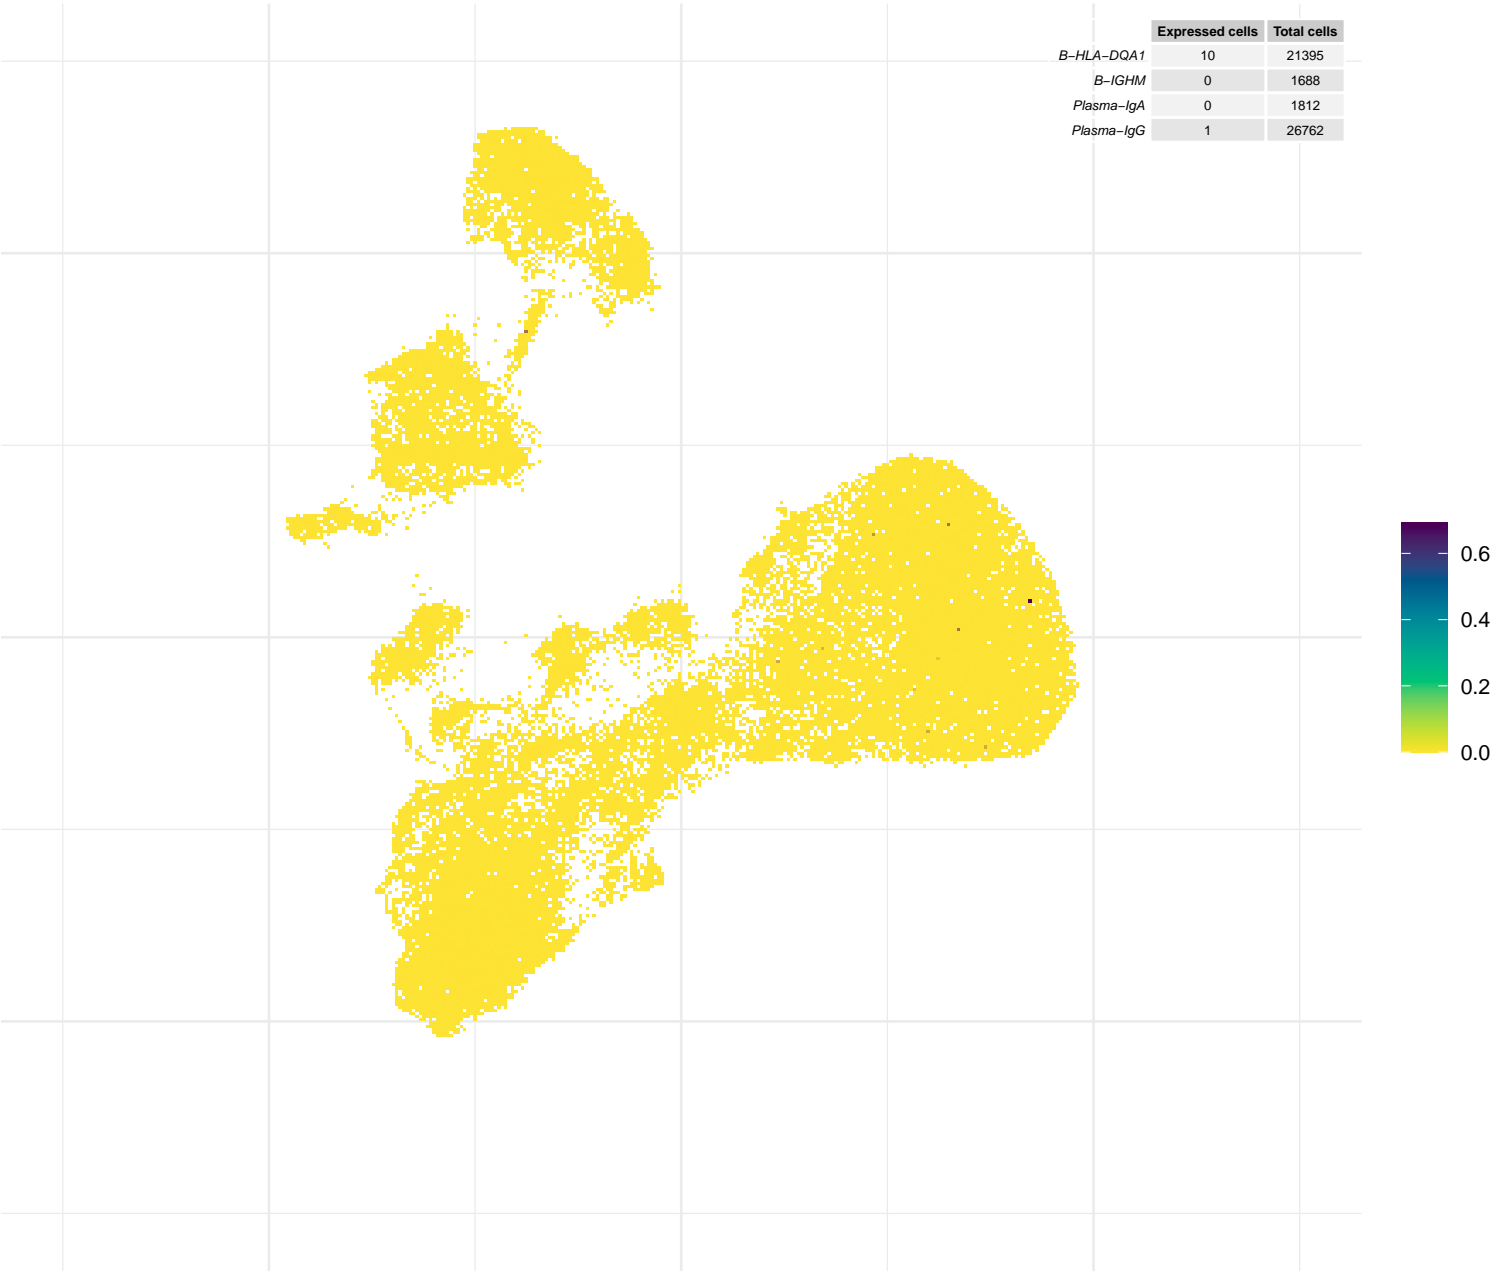 Expressed cells Total cells
B−HLA−DQA1 10 21395
B−IGHM 0 1688
Plasma−IgA 0 1812
Plasma−IgG 1 26762
0.6
0.4
0.2
0.0